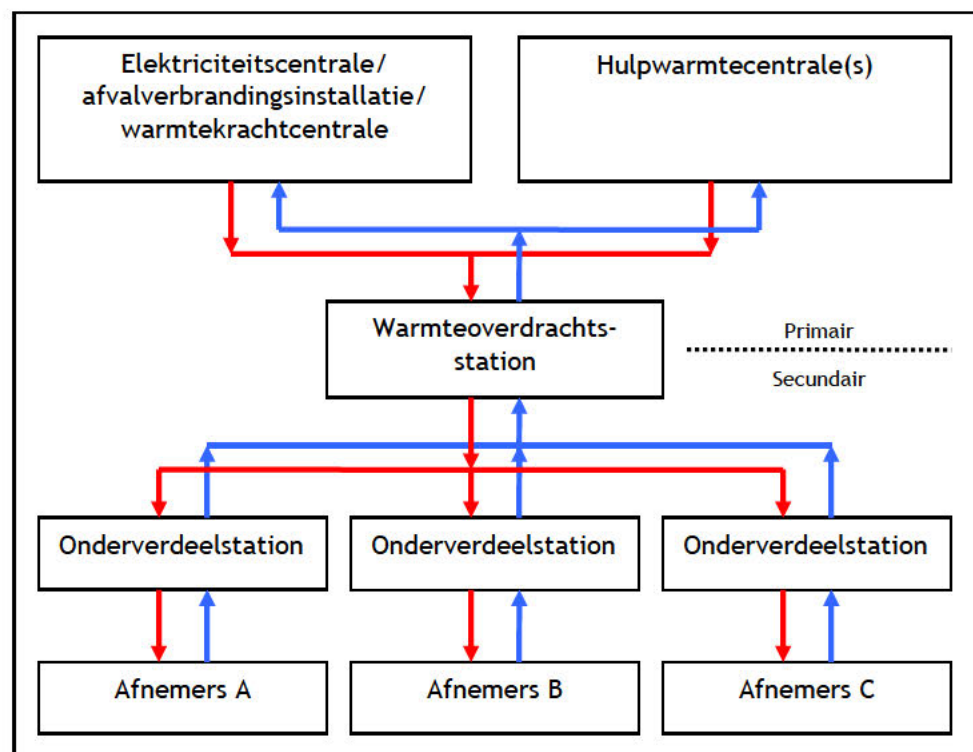 Elektriciteitscentrale/
afvalverbrandingsinstallatie/
warmtekrachtcentrale
Hulpwarmtecentrale(s)
Warmteoverdrachts-
station
Primair
Secundair
Onderverdeelstation
Onderverdeelstation
Onderverdeelstation
Afnemers A
Afnemers B
Afnemers C